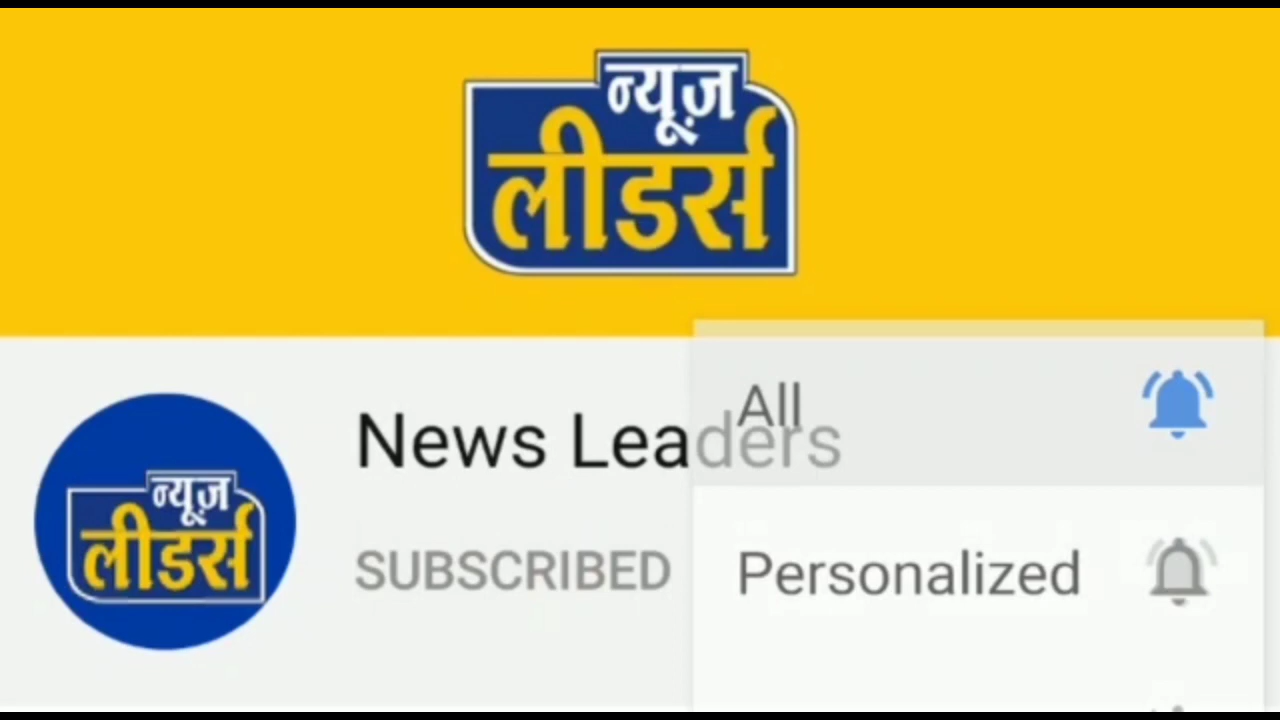 न्यूज़
लीडर्स
All
News Leaders
न्यूज़
लीडर्स
SUBSCRIBED
Personalized